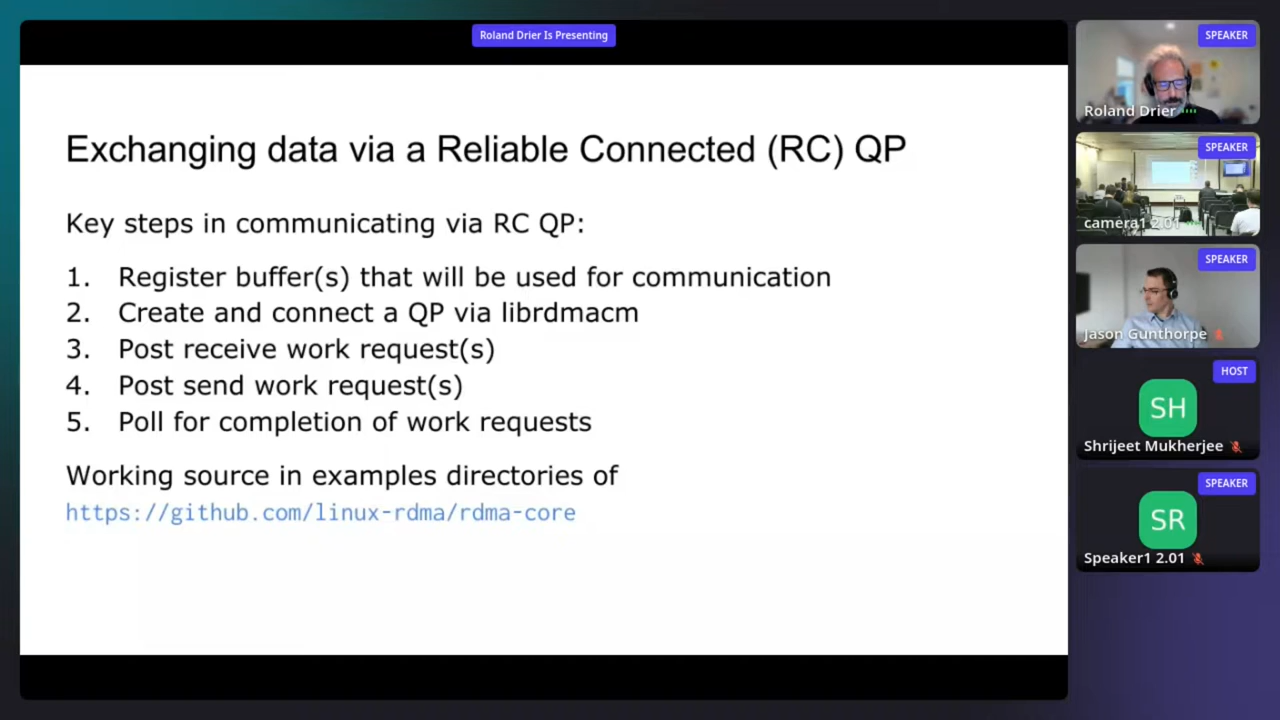 Roland Drier Is Presenting
Exchanging data via a Reliable Connected (RC) QP
Key steps in communicating via RC QP:
1. Register buffer(s) that will be used for communication
2. Create and connect a QP via librdmacm
3. Post receive work request(s)
4. Post send work request(s)
5. Poll for completion of work requests
Working source in examples directories of
https://github.com/linux-rdma/rdma-core
SPEAKER
Roland Drier
SPEAKER
camera1 2.01
SPEAKER
Jason Gunthorpe
HOST
SH
Shrijeet Mukherjee
SPEAKER
SR
Speaker1 2.01